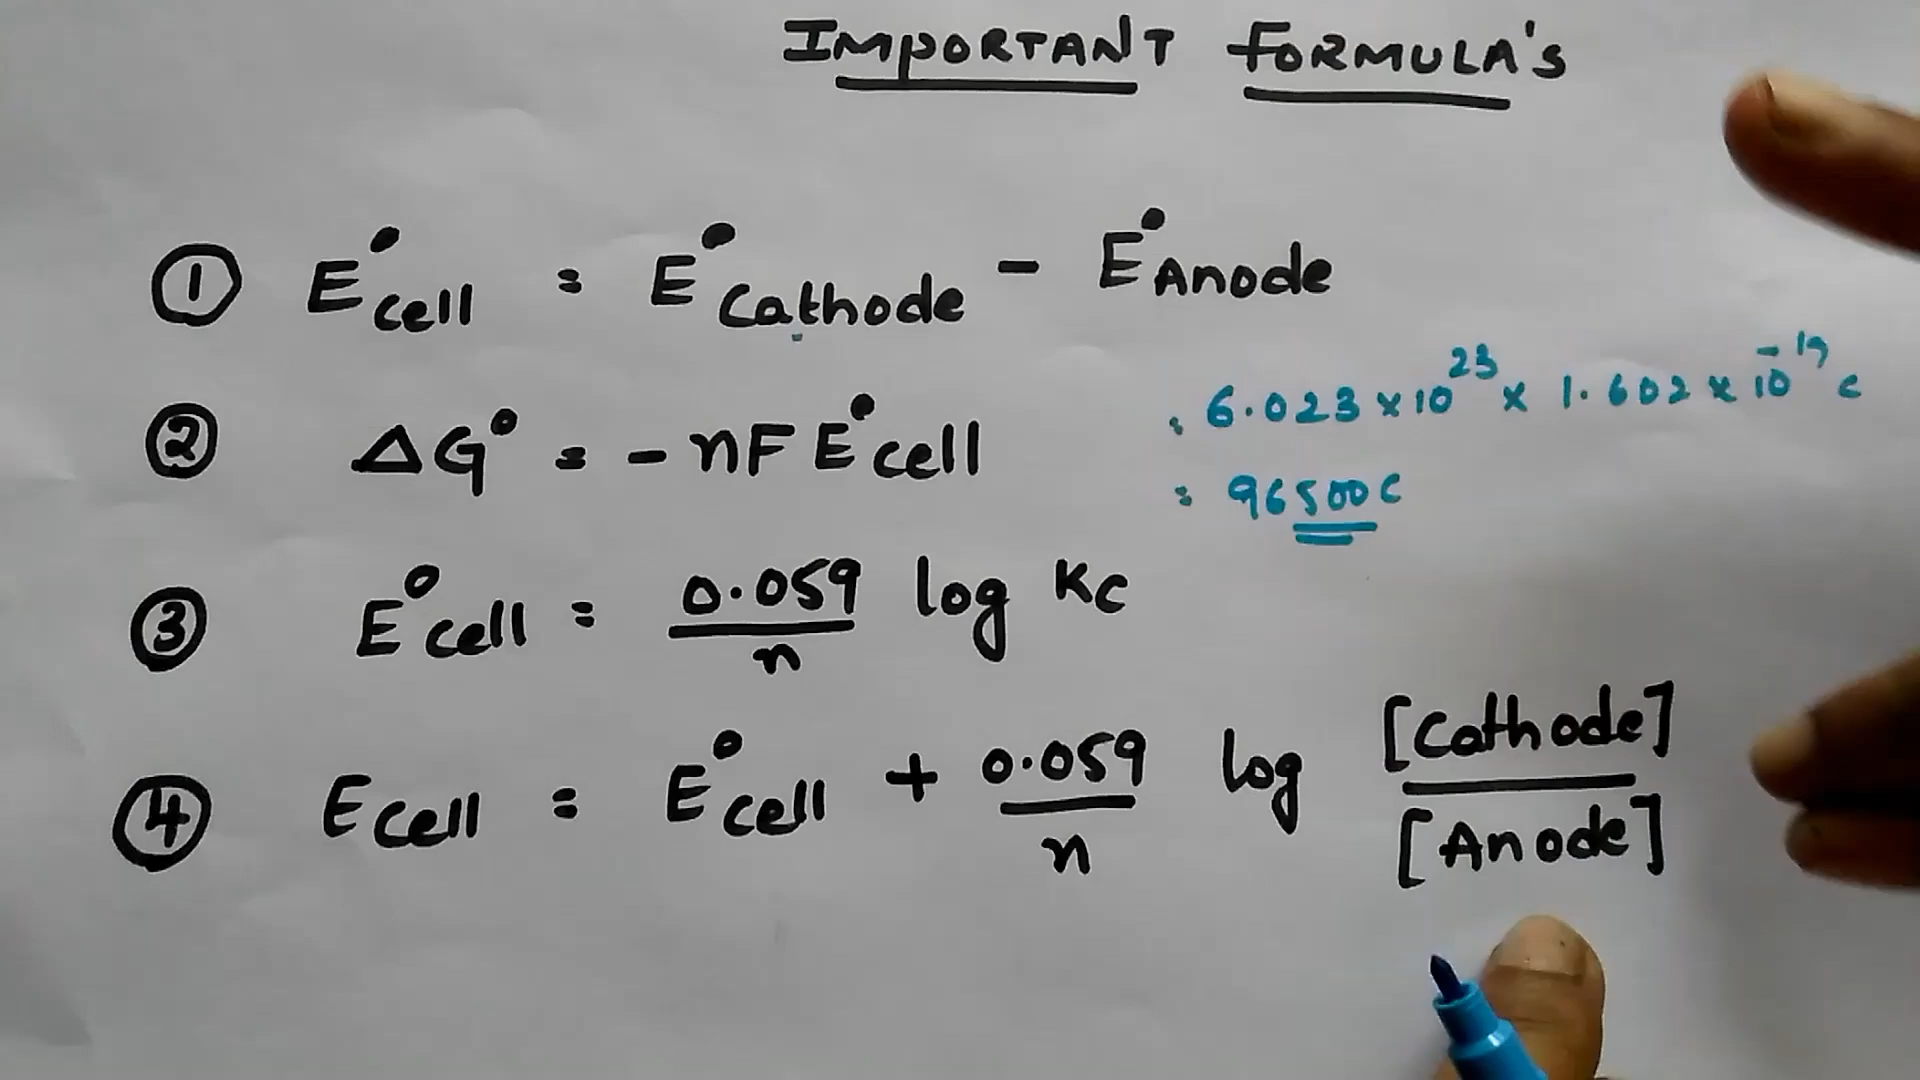 IMPORTANT FORMULA's
① E°cell = E°Cathode - E°Anode
= 6.023 × 10²³ × 1.602 × 10⁻¹⁹ C
② ΔG° = - nFE°cell
= 96500 C
③ E°cell = 0.059/n log Kc
④ Ecell = E°cell + 0.059/n log [Cathode]/[Anode]